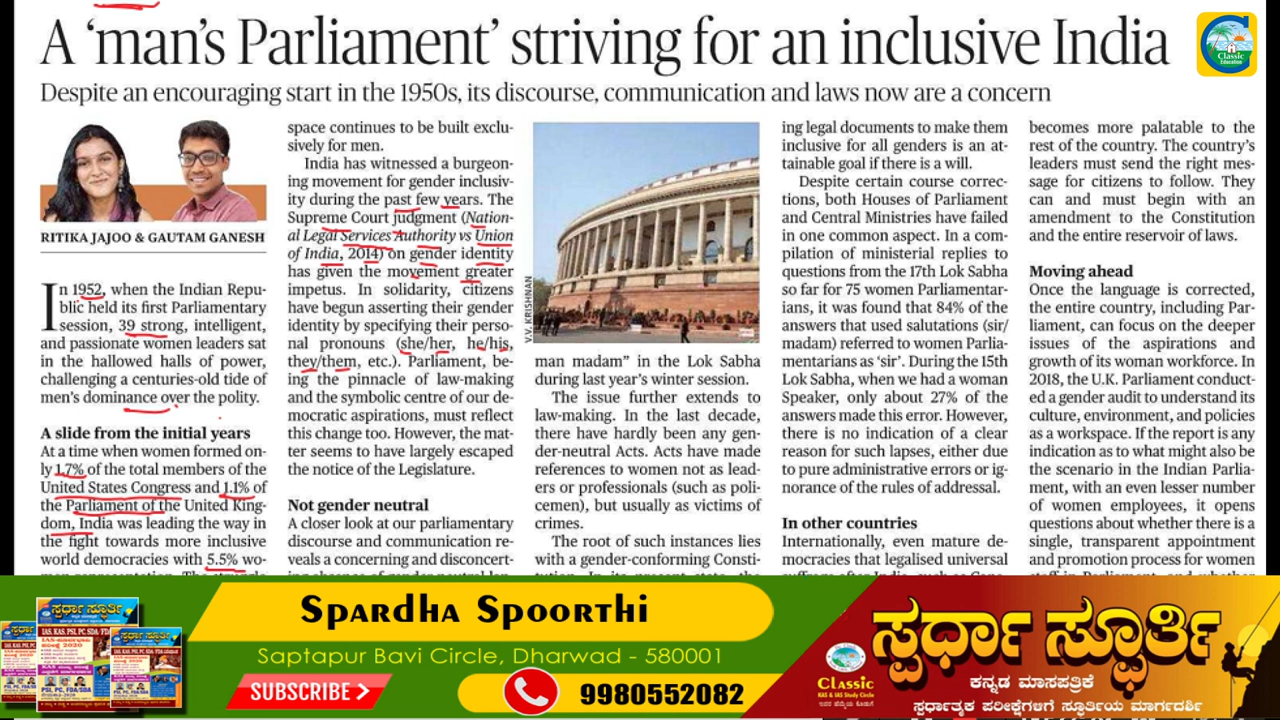 A ‘man’s Parliament’ striving for an inclusive India
Classic
Education
Despite an encouraging start in the 1950s, its discourse, communication and laws now are a concern
RITIKA JAJOO & GAUTAM GANESH
In 1952, when the Indian Repu-
blic held its first Parliamentary
session, 39 strong, intelligent,
and passionate women leaders sat
in the hallowed halls of power,
challenging a centuries-old tide of
men’s dominance over the polity.
A slide from the initial years
At a time when women formed on-
ly 1.7% of the total members of the
United States Congress and 1.1% of
the Parliament of the United King-
dom, India was leading the way in
the fight towards more inclusive
world democracies with 5.5% wo-
men representation. The struggle
space continues to be built exclu-
sively for men.
India has witnessed a burgeon-
ing movement for gender inclusiv-
ity during the past few years. The
Supreme Court judgment (Nation-
al Legal Services Authority vs Union
of India, 2014) on gender identity
has given the movement greater
impetus. In solidarity, citizens
have begun asserting their gender
identity by specifying their perso-
nal pronouns (she/her, he/his,
they/them, etc.). Parliament, be-
ing the pinnacle of law-making
and the symbolic centre of our de-
mocratic aspirations, must reflect
this change too. However, the mat-
ter seems to have largely escaped
the notice of the Legislature.
Not gender neutral
A closer look at our parliamentary
discourse and communication re-
veals a concerning and disconcert-
V.V. KRISHNAN
man madam” in the Lok Sabha
during last year’s winter session.
The issue further extends to
law-making. In the last decade,
there have hardly been any gen-
der-neutral Acts. Acts have made
references to women not as lead-
ers or professionals (such as poli-
cemen), but usually as victims of
crimes.
The root of such instances lies
with a gender-conforming Consti-
ing legal documents to make them
inclusive for all genders is an at-
tainable goal if there is a will.
Despite certain course correc-
tions, both Houses of Parliament
and Central Ministries have failed
in one common aspect. In a com-
pilation of ministerial replies to
questions from the 17th Lok Sabha
so far for 75 women Parliamentar-
ians, it was found that 84% of the
answers that used salutations (sir/
madam) referred to women Parlia-
mentarians as ‘sir’. During the 15th
Lok Sabha, when we had a woman
Speaker, only about 27% of the
answers made this error. However,
there is no indication of a clear
reason for such lapses, either due
to pure administrative errors or ig-
norance of the rules of addressal.
In other countries
Internationally, even mature de-
mocracies that legalised universal
becomes more palatable to the
rest of the country. The country’s
leaders must send the right mes-
sage for citizens to follow. They
can and must begin with an
amendment to the Constitution
and the entire reservoir of laws.
Moving ahead
Once the language is corrected,
the entire country, including Par-
liament, can focus on the deeper
issues of the aspirations and
growth of its woman workforce. In
2018, the U.K. Parliament conduct-
ed a gender audit to understand its
culture, environment, and policies
as a workspace. If the report is any
indication as to what might also be
the scenario in the Indian Parlia-
ment, with an even lesser number
of women employees, it opens
questions about whether there is a
single, transparent appointment
and promotion process for women
Spardha Spoorthi
Saptapur Bavi Circle, Dharwad - 580001
SUBSCRIBE
9980552082
ಸ್ಪರ್ಧಾ ಸ್ಫೂರ್ತಿ
ಕನ್ನಡ ಮಾಸಪತ್ರಿಕೆ
ಸ್ಪರ್ಧಾತ್ಮಕ ಪರೀಕ್ಷೆಗಳಿಗೆ ಸ್ಫೂರ್ತಿಯ ಮಾರ್ಗದರ್ಶಿ
Classic
KAS & IAS Study Circle